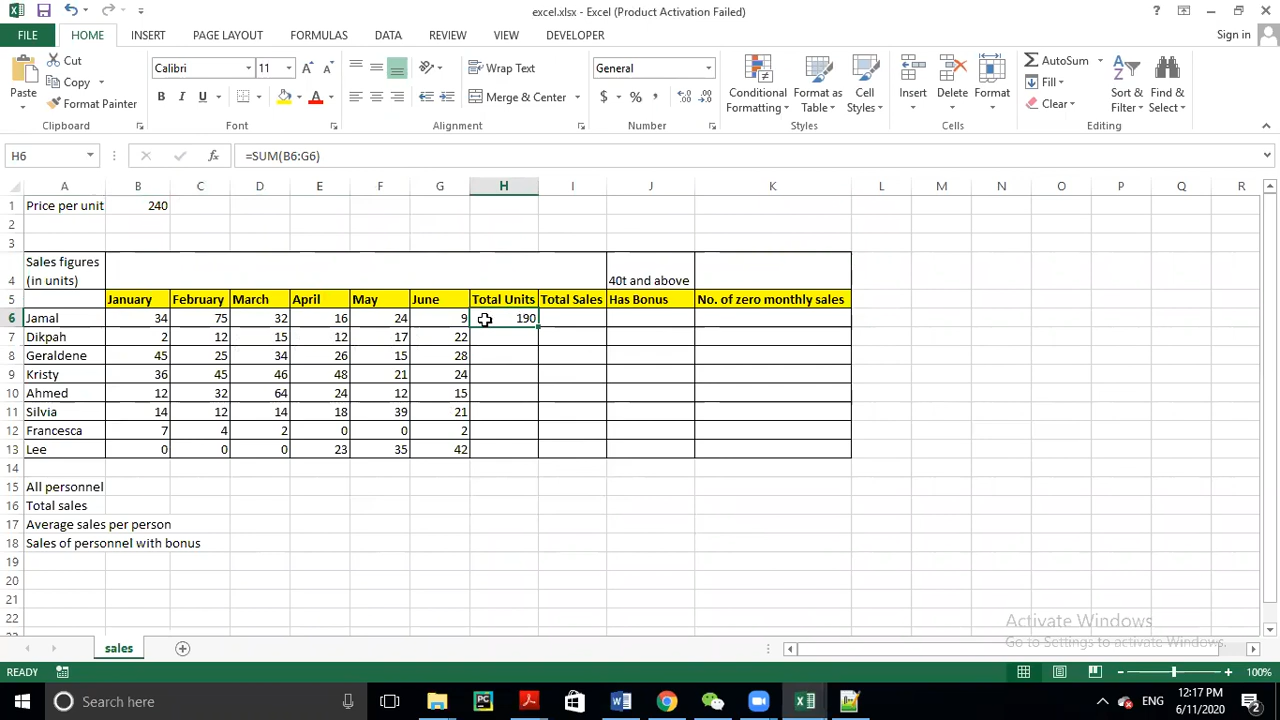 excel.xlsx - Excel (Product Activation Failed)
FILE HOME INSERT PAGE LAYOUT FORMULAS DATA REVIEW VIEW DEVELOPER Sign in
Paste Cut Copy Format Painter Clipboard
Calibri 11 B I U A Font
Wrap Text Merge & Center Alignment
General $ % , Number
Conditional Formatting Format as Table Cell Styles Styles
Insert Delete Format Cells
AutoSum Fill Clear Sort & Filter Find & Select Editing
H6 fx =SUM(B6:G6)
A B C D E F G H I J K L M N O P Q R
1 Price per unit 240
2
3
4 Sales figures (in units) 40t and above
5 January February March April May June Total Units Total Sales Has Bonus No. of zero monthly sales
6 Jamal 34 75 32 16 24 9 190
7 Dikpah 2 12 15 12 17 22
8 Geraldene 45 25 34 26 15 28
9 Kristy 36 45 46 48 21 24
10 Ahmed 12 32 64 24 12 15
11 Silvia 14 12 14 18 39 21
12 Francesca 7 4 2 0 0 2
13 Lee 0 0 0 23 35 42
14
15 All personnel
16 Total sales
17 Average sales per person
18 Sales of personnel with bonus
19
20
21
22
Activate Windows
Go to Settings to activate Windows.
sales
READY 100%
Search here ENG 12:17 PM
6/11/2020 2